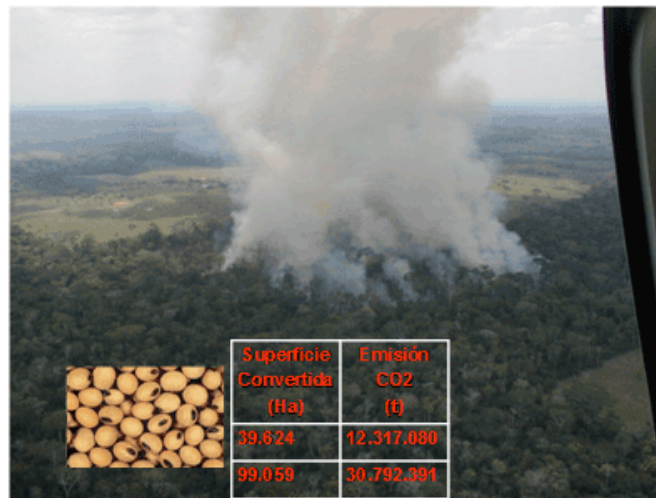 Superficie Emisión
Convertida CO2
(Ha) (t)
39.624 12.317.080
99.059 30.792.391